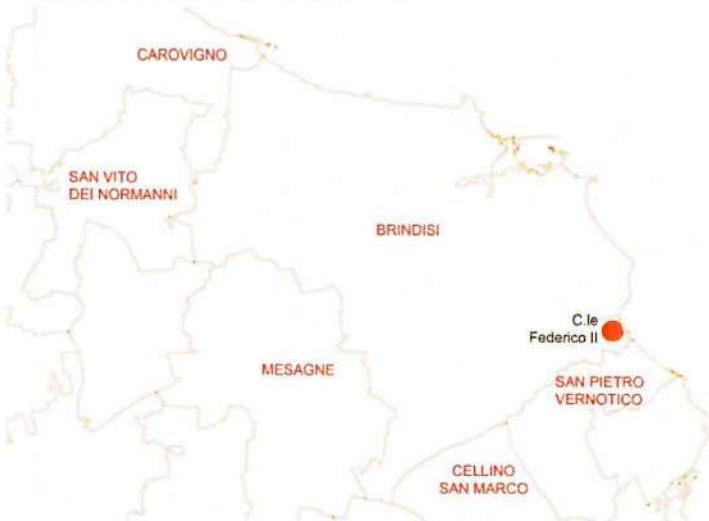 CAROVIGNO
SAN VITO
DEI NORMANNI
BRINDISI
C.le
Federico II
MESAGNE
SAN PIETRO
VERNOTICO
CELLINO
SAN MARCO